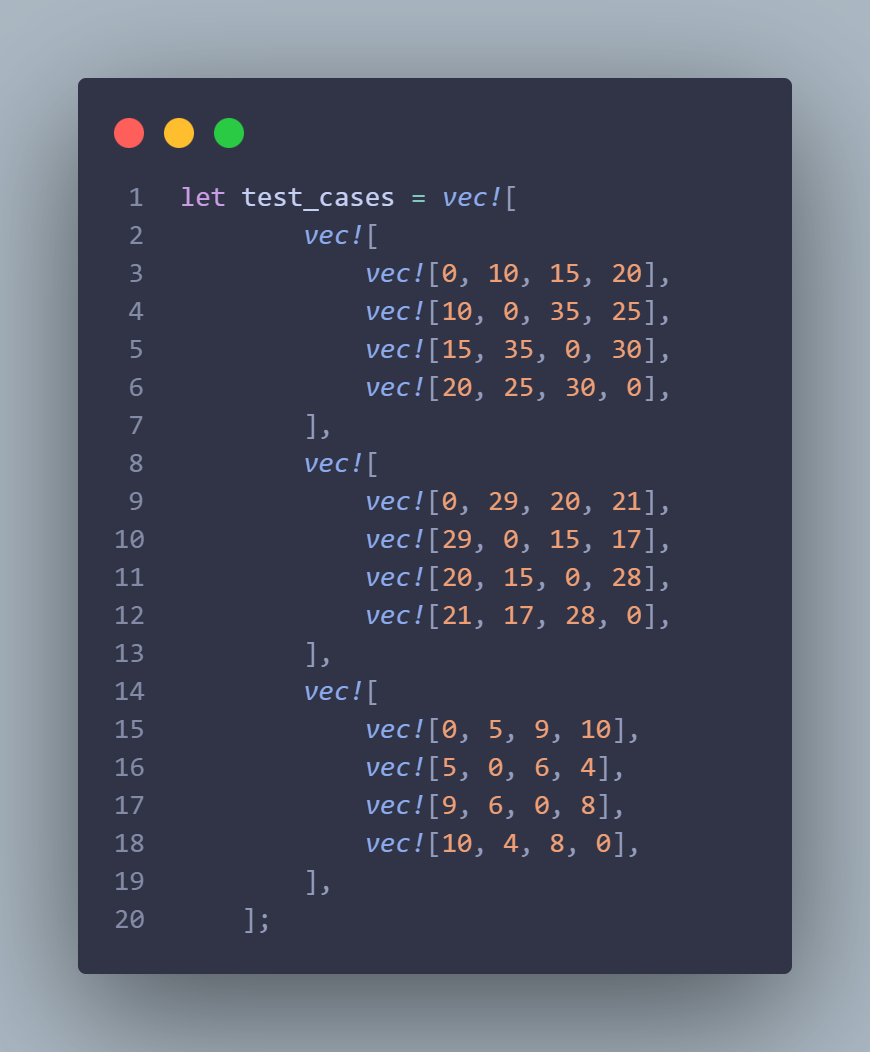 1 let test_cases = vec![
2         vec![
3             vec![0, 10, 15, 20],
4             vec![10, 0, 35, 25],
5             vec![15, 35, 0, 30],
6             vec![20, 25, 30, 0],
7         ],
8         vec![
9             vec![0, 29, 20, 21],
10             vec![29, 0, 15, 17],
11             vec![20, 15, 0, 28],
12             vec![21, 17, 28, 0],
13         ],
14         vec![
15             vec![0, 5, 9, 10],
16             vec![5, 0, 6, 4],
17             vec![9, 6, 0, 8],
18             vec![10, 4, 8, 0],
19         ],
20     ];